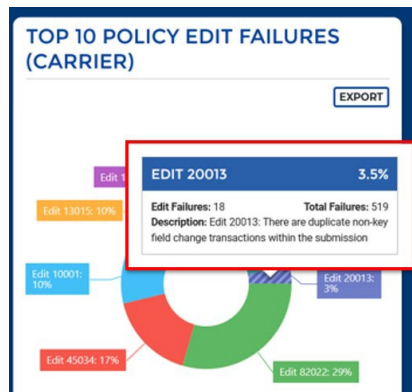 TOP 10 POLICY EDIT FAILURES
(CARRIER)
EXPORT
Edit 1
EDIT 20013 3.5%
Edit Failures: 18 Total Failures: 519
Description: Edit 20013: There are duplicate non-key
field change transactions within the submission
Edit 13015: 10%
Edit 10001:
10%
Edit 20013:
3%
Edit 45034: 17%
Edit 82022: 29%